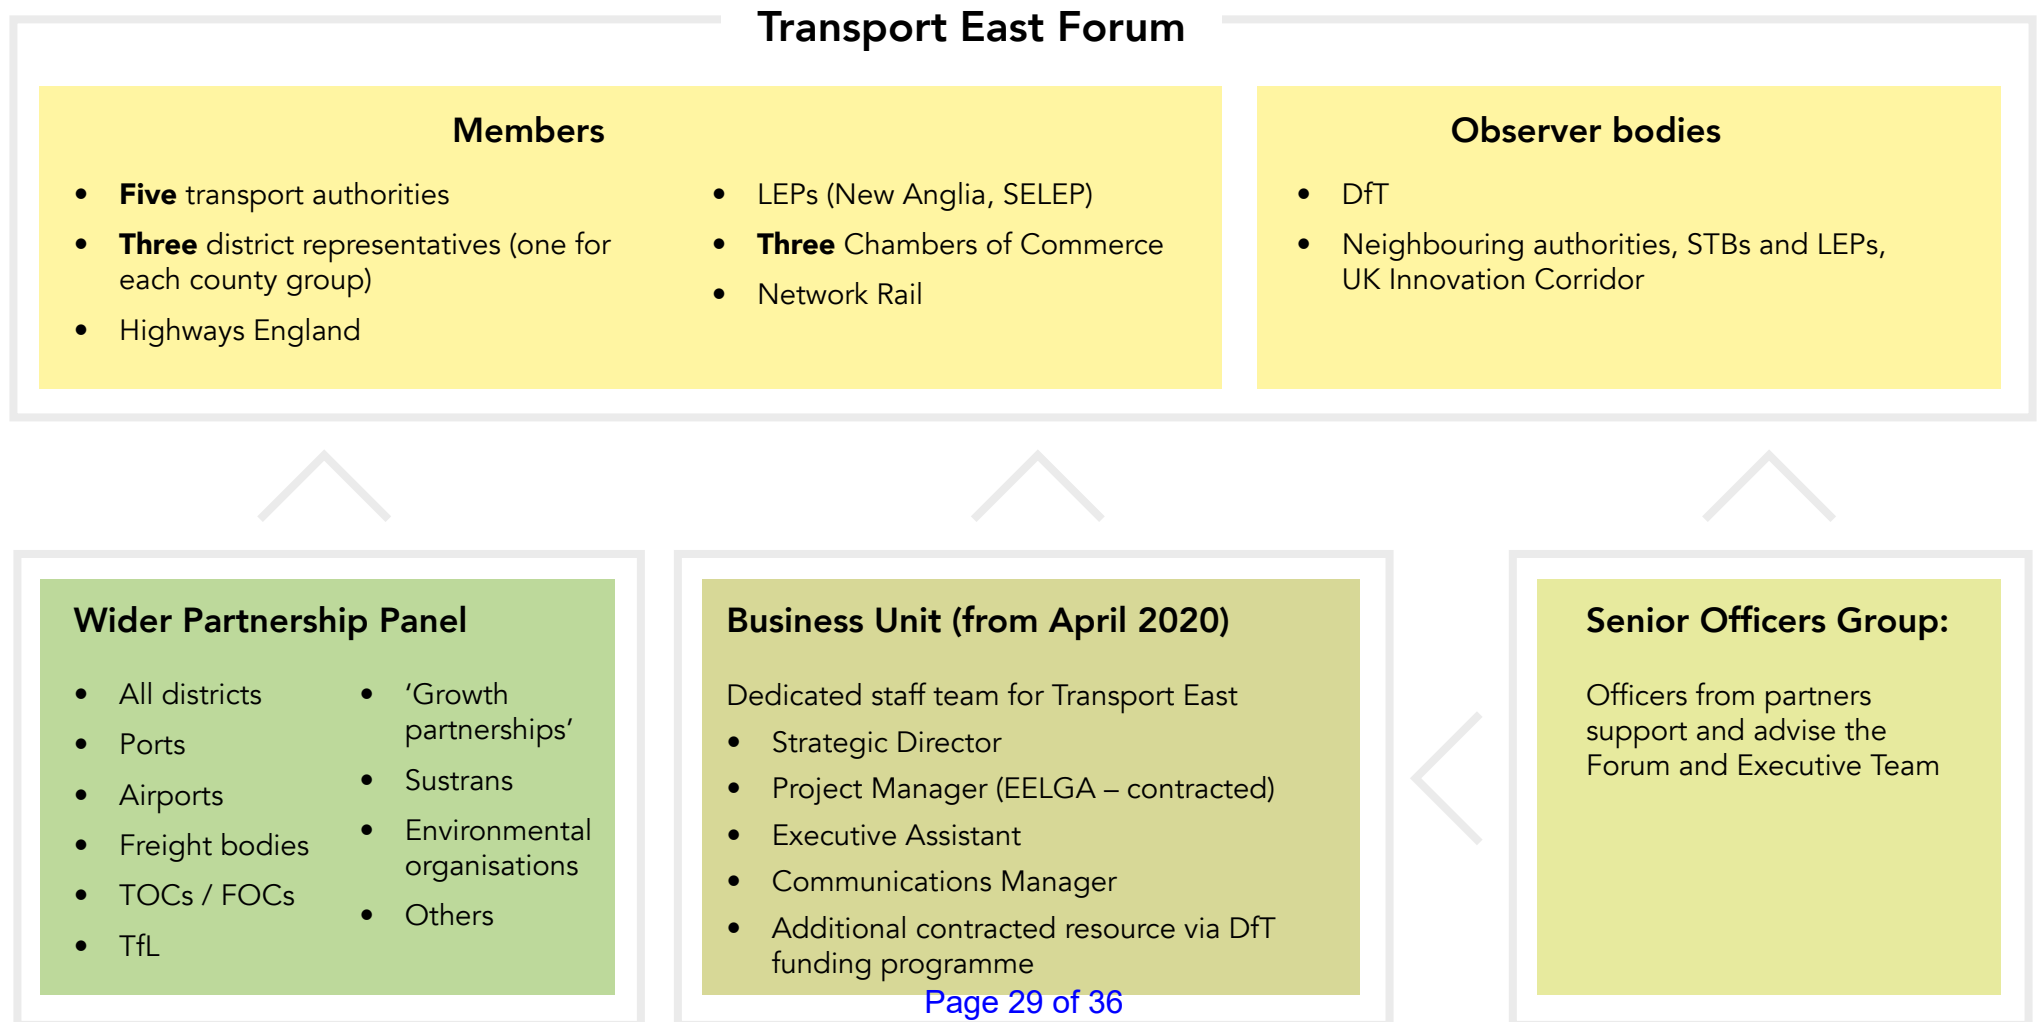 Transport East Forum
Members
• Five transport authorities
• Three district representatives (one for
each county group)
• Highways England
• LEPs (New Anglia, SELEP)
• Three Chambers of Commerce
• Network Rail
Observer bodies
• DfT
• Neighbouring authorities, STBs and LEPs,
UK Innovation Corridor
Wider Partnership Panel
• All districts
• Ports
• Airports
• Freight bodies
• TOCs / FOCs
• TfL
• ‘Growth
partnerships’
• Sustrans
• Environmental
organisations
• Others
Business Unit (from April 2020)
Dedicated staff team for Transport East
• Strategic Director
• Project Manager (EELGA – contracted)
• Executive Assistant
• Communications Manager
• Additional contracted resource via DfT
funding programme
Senior Officers Group:
Officers from partners
support and advise the
Forum and Executive Team
Page 29 of 36